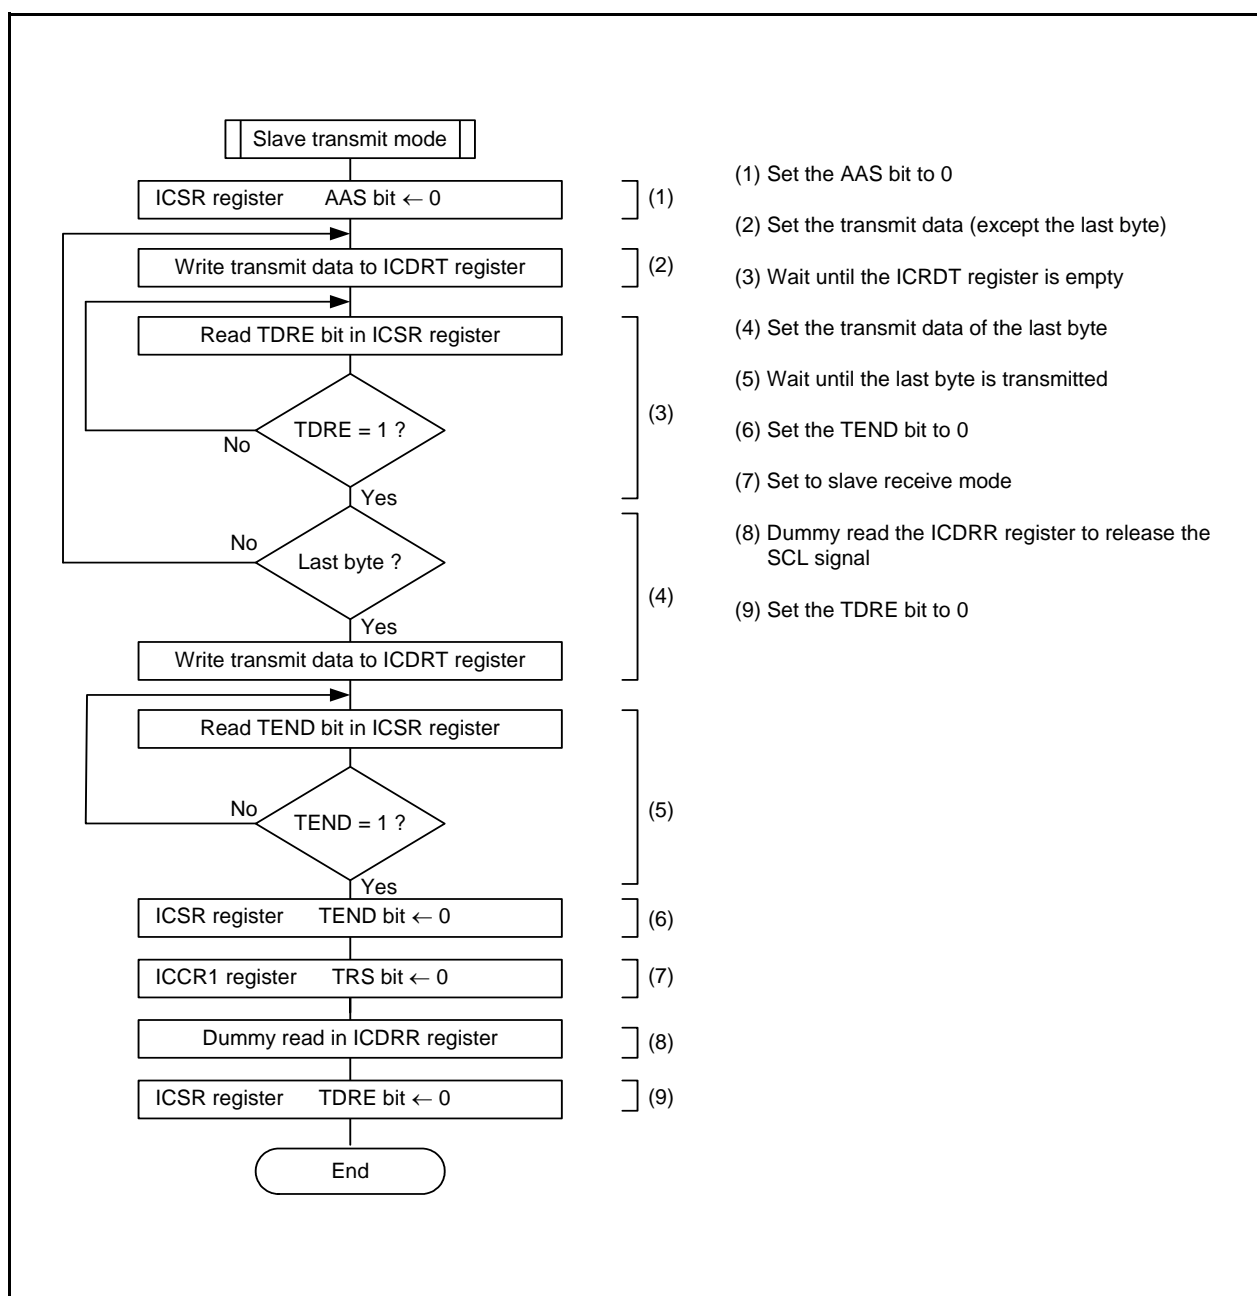 Slave transmit mode
ICSR register AAS bit ← 0
(1)
Write transmit data to ICDRT register
(2)
Read TDRE bit in ICSR register
TDRE = 1 ?
No
Yes
(3)
No
Last byte ?
Yes
Write transmit data to ICDRT register
(4)
Read TEND bit in ICSR register
No
TEND = 1 ?
Yes
(5)
ICSR register TEND bit ← 0
(6)
ICCR1 register TRS bit ← 0
(7)
Dummy read in ICDRR register
(8)
ICSR register TDRE bit ← 0
(9)
End
(1) Set the AAS bit to 0
(2) Set the transmit data (except the last byte)
(3) Wait until the ICRDT register is empty
(4) Set the transmit data of the last byte
(5) Wait until the last byte is transmitted
(6) Set the TEND bit to 0
(7) Set to slave receive mode
(8) Dummy read the ICDRR register to release the
SCL signal
(9) Set the TDRE bit to 0